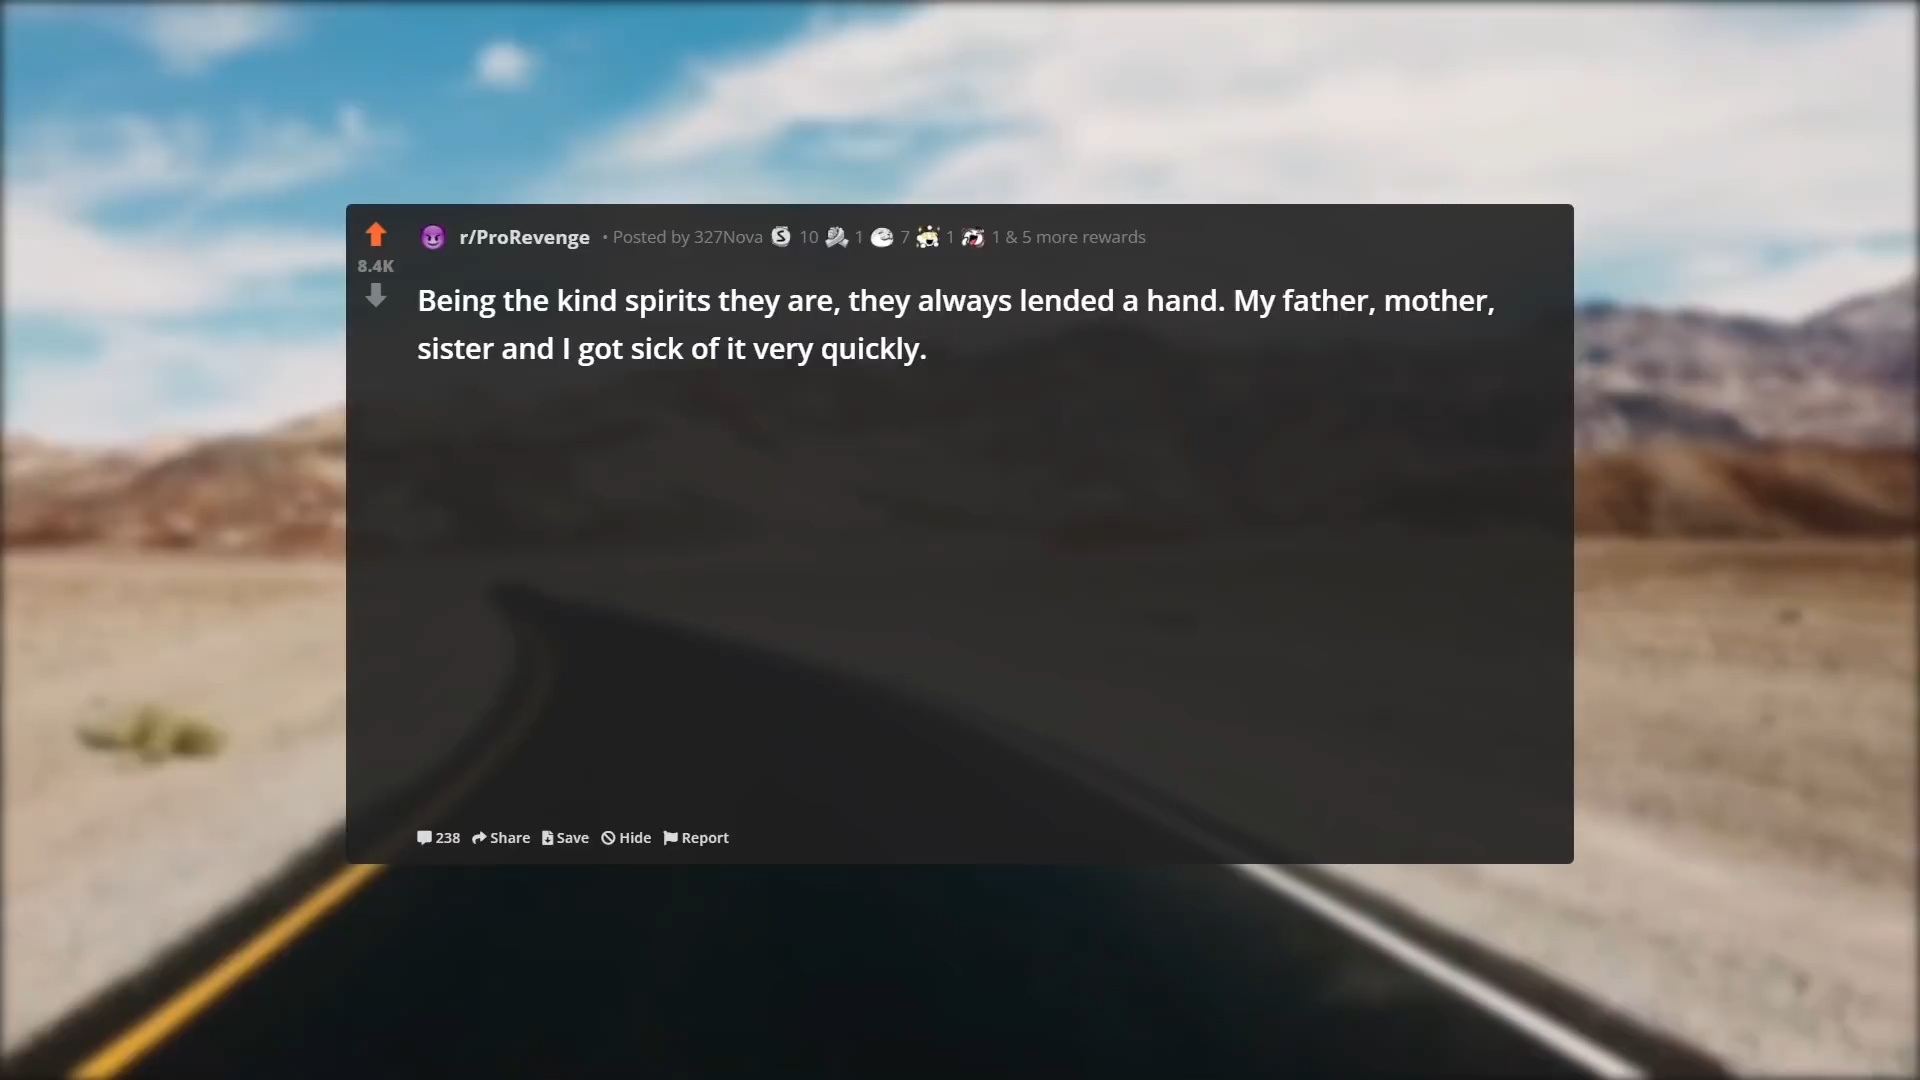 r/ProRevenge • Posted by 327Nova 10 1 7 1 1 & 5 more rewards
8.4K
Being the kind spirits they are, they always lended a hand. My father, mother,
sister and I got sick of it very quickly.
238 Share Save Hide Report